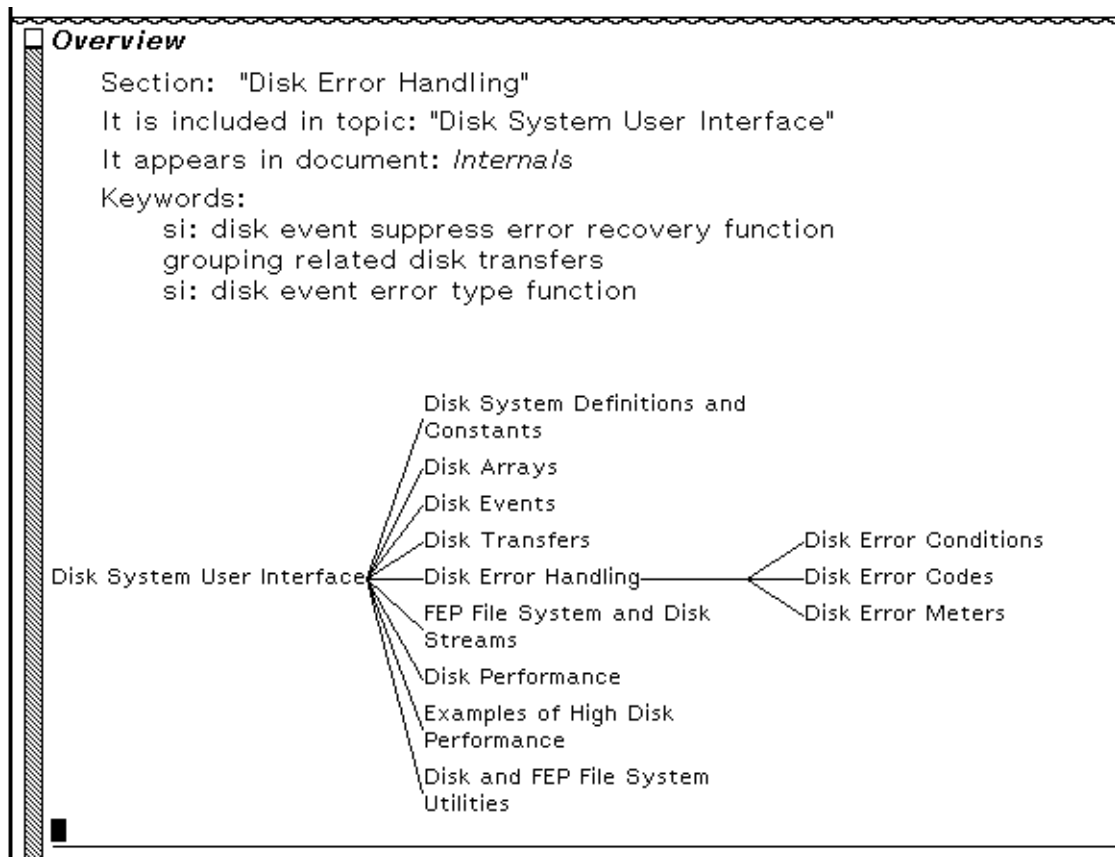 Overview
Section: "Disk Error Handling"
It is included in topic: "Disk System User Interface"
It appears in document: Internals
Keywords:
si: disk event suppress error recovery function
grouping related disk transfers
si: disk event error type function
Disk System User Interface
Disk System Definitions and
Constants
Disk Arrays
Disk Events
Disk Transfers
Disk Error Handling
FEP File System and Disk
Streams
Disk Performance
Examples of High Disk
Performance
Disk and FEP File System
Utilities
Disk Error Conditions
Disk Error Codes
Disk Error Meters